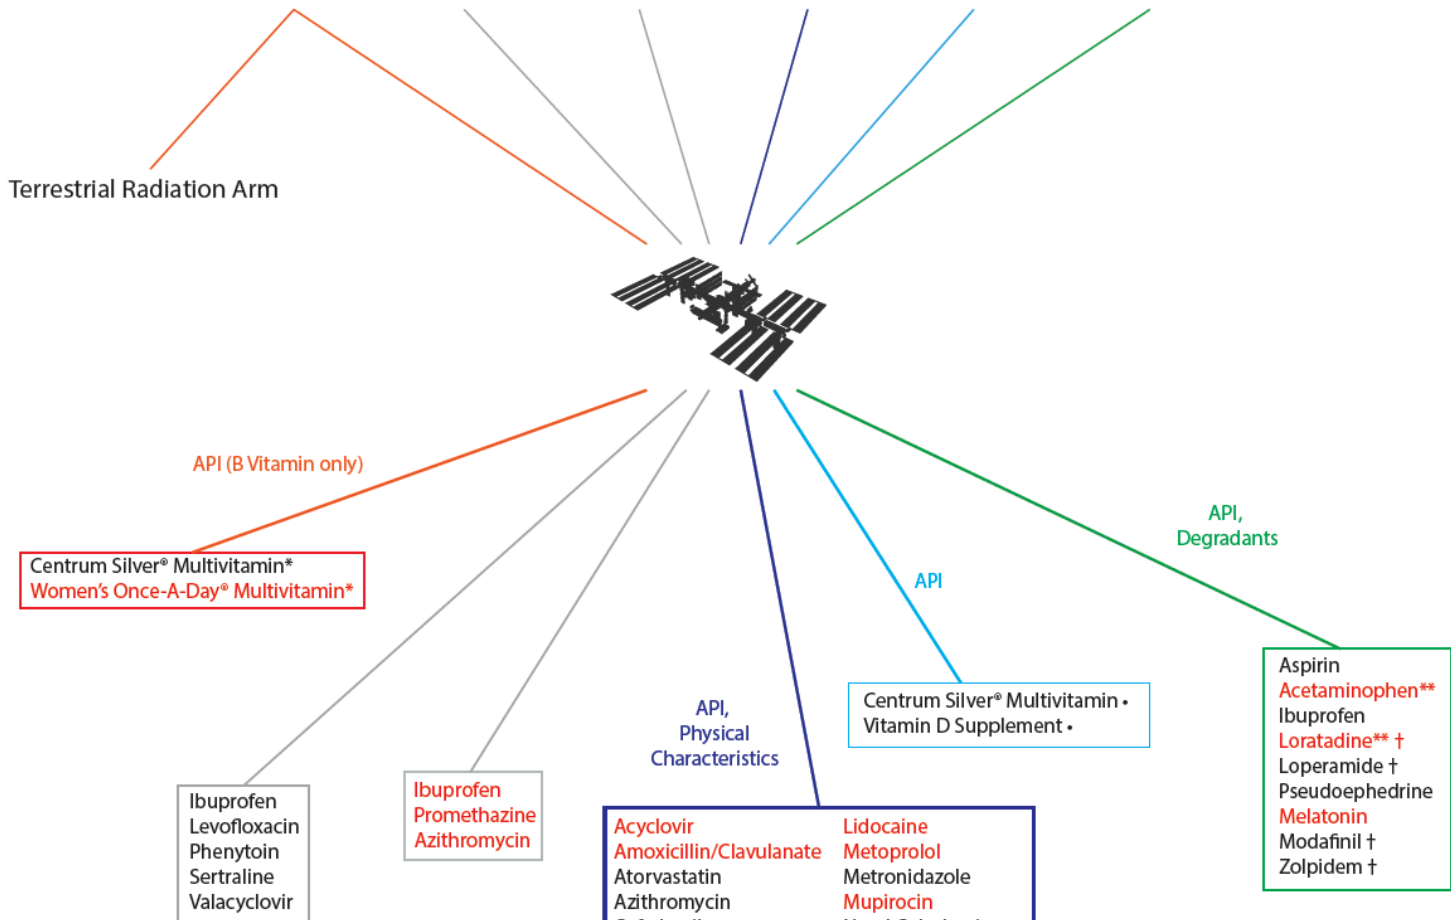 Terrestrial Radiation Arm
API (B Vitamin only)
Centrum Silver® Multivitamin*
Women's Once-A-Day® Multivitamin*
API,
Degradants
API
Aspirin
Acetaminophen**
Ibuprofen
Loratadine** †
Loperamide †
Pseudoephedrine
Melatonin
Modafinil †
Zolpidem †
Centrum Silver® Multivitamin •
Vitamin D Supplement •
API,
Physical
Characteristics
Ibuprofen
Promethazine
Azithromycin
Ibuprofen
Levofloxacin
Phenytoin
Sertraline
Valacyclovir
Acyclovir
Amoxicillin/Clavulanate
Atorvastatin
Azithromycin
Lidocaine
Metoprolol
Metronidazole
Mupirocin